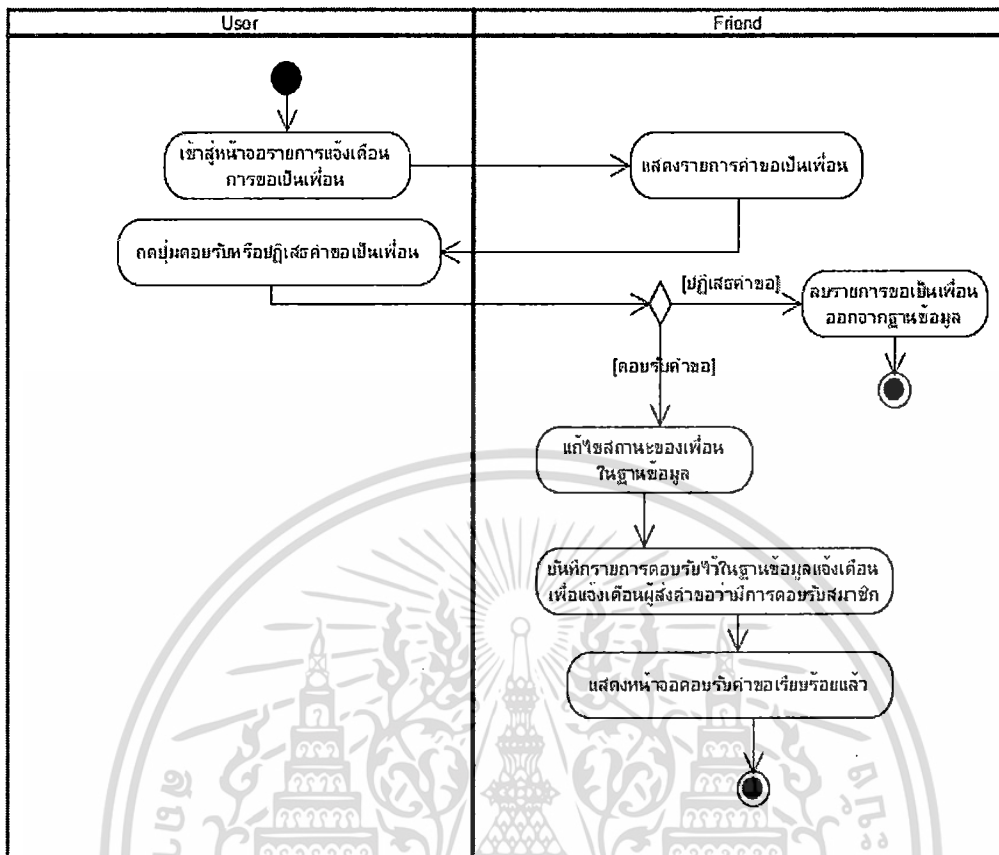 User
Friend
เข้าสู่หน้าจอรายการแจ้งเตือน
การขอเป็นเพื่อน
แสดงรายการคำขอเป็นเพื่อน
กดปุ่มตอบรับหรือปฏิเสธคำขอเป็นเพื่อน
[ปฏิเสธคำขอ]
ลบรายการขอเป็นเพื่อน
ออกจากฐานข้อมูล
[ตอบรับคำขอ]
แก้ไขสถานะของเพื่อน
ในฐานข้อมูล
บันทึกรายการตอบรับไว้ในฐานข้อมูลแจ้งเตือน
เพื่อแจ้งเตือนผู้ส่งคำขอว่ามีการตอบรับสมาชิก
แสดงหน้าจอตอบรับคำขอเรียบร้อยแล้ว